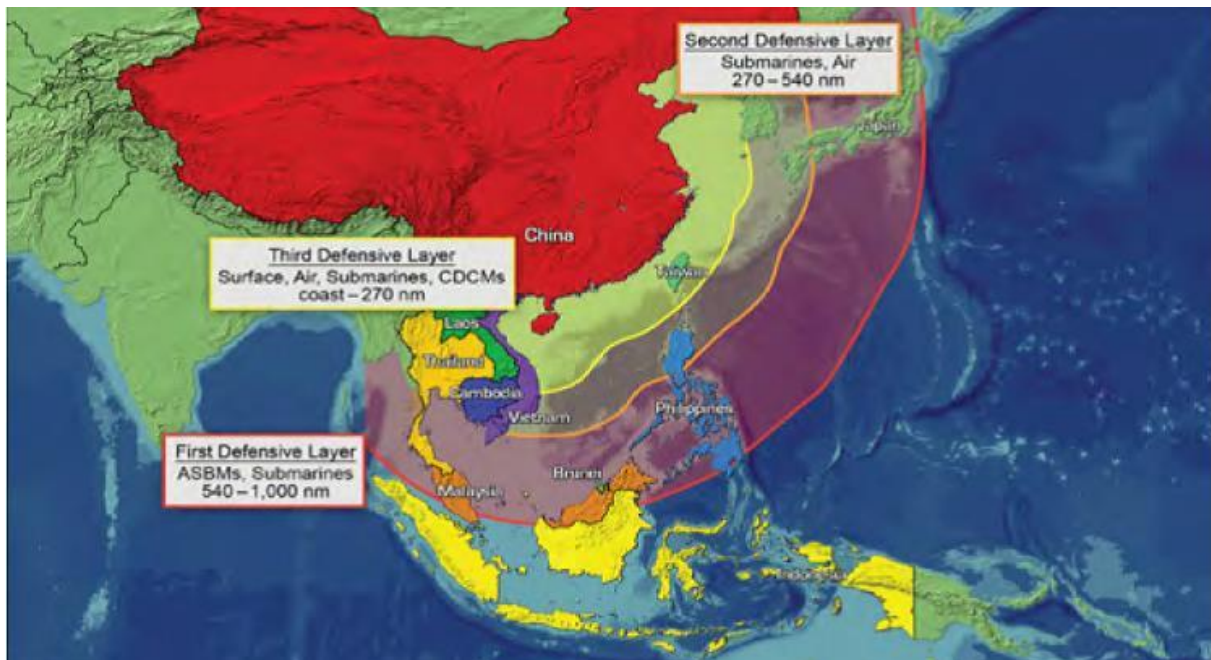 Second Defensive Layer
Submarines, Air
270 – 540 nm
Japan
China
Third Defensive Layer
Surface, Air, Submarines, CDCMs
coast – 270 nm
Taiwan
Laos
Thailand
Cambodia
Vietnam
Philippines
First Defensive Layer
ASBMs, Submarines
540 – 1,000 nm
Brunei
Malaysia
Indonesia